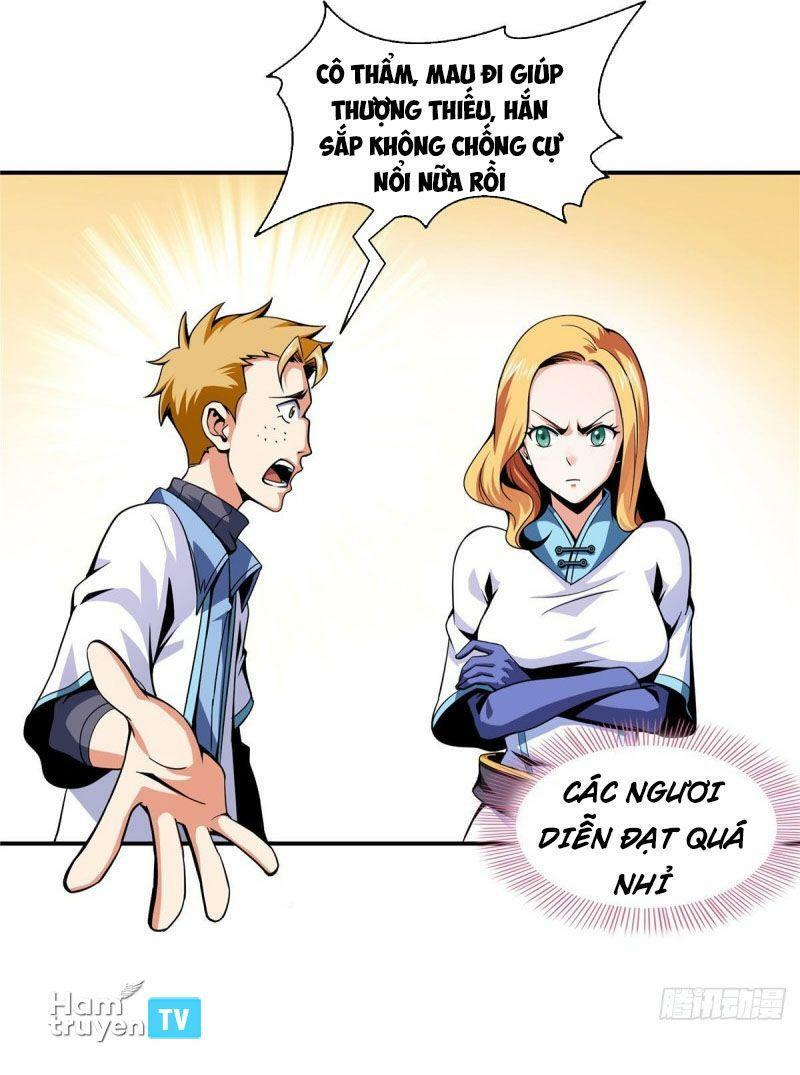 CÔ THẨM, MAU ĐI GIÚP
THƯỢNG THIẾU, HẮN
SẮP KHÔNG CHỐNG CỰ
NỔI NỮA RỒI
CÁC NGƯƠI
DIỄN ĐẠT QUÁ
NHỈ
Ham
truyen TV
腾讯动漫